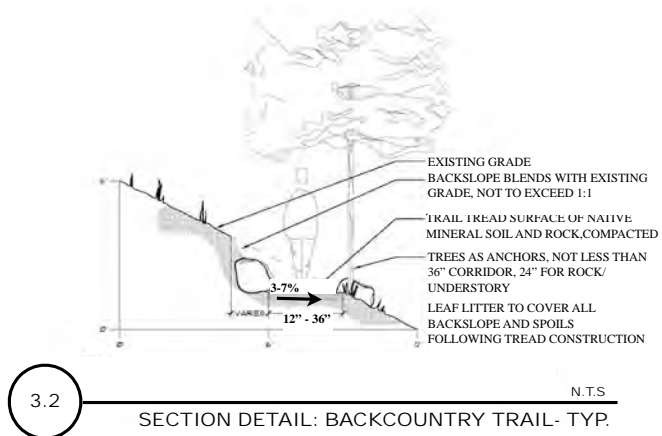 EXISTING GRADE
BACKSLOPE BLENDS WITH EXISTING
GRADE, NOT TO EXCEED 1:1
TRAIL TREAD SURFACE OF NATIVE
MINERAL SOIL AND ROCK,COMPACTED
TREES AS ANCHORS, NOT LESS THAN
36” CORRIDOR, 24” FOR ROCK/
UNDERSTORY
LEAF LITTER TO COVER ALL
BACKSLOPE AND SPOILS
FOLLOWING TREAD CONSTRUCTION
3-7%
VARIES
12” - 36”
3.2
N.T.S
SECTION DETAIL: BACKCOUNTRY TRAIL- TYP.